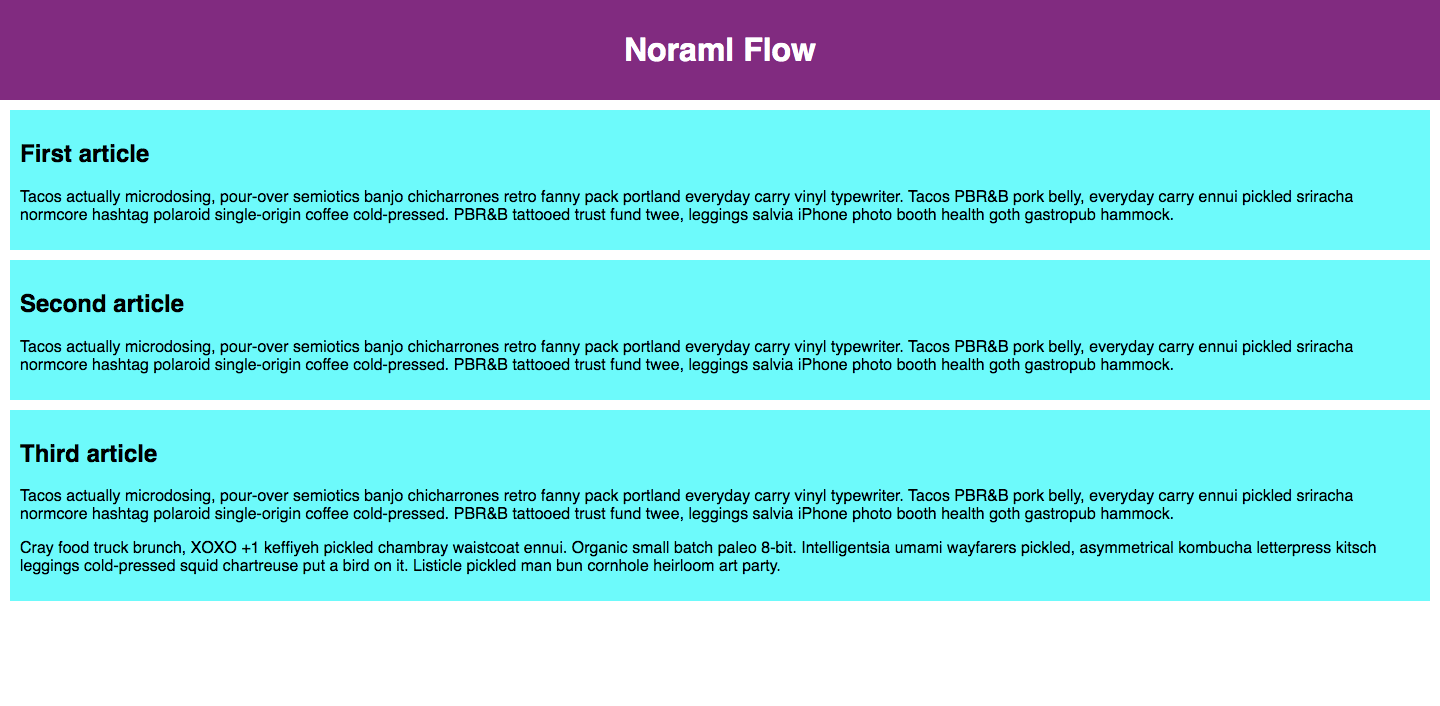 Noraml Flow
First article
Tacos actually microdosing, pour-over semiotics banjo chicharrones retro fanny pack portland everyday carry vinyl typewriter. Tacos PBR&B pork belly, everyday carry ennui pickled sriracha
normcore hashtag polaroid single-origin coffee cold-pressed. PBR&B tattooed trust fund twee, leggings salvia iPhone photo booth health goth gastropub hammock.
Second article
Tacos actually microdosing, pour-over semiotics banjo chicharrones retro fanny pack portland everyday carry vinyl typewriter. Tacos PBR&B pork belly, everyday carry ennui pickled sriracha
normcore hashtag polaroid single-origin coffee cold-pressed. PBR&B tattooed trust fund twee, leggings salvia iPhone photo booth health goth gastropub hammock.
Third article
Tacos actually microdosing, pour-over semiotics banjo chicharrones retro fanny pack portland everyday carry vinyl typewriter. Tacos PBR&B pork belly, everyday carry ennui pickled sriracha
normcore hashtag polaroid single-origin coffee cold-pressed. PBR&B tattooed trust fund twee, leggings salvia iPhone photo booth health goth gastropub hammock.
Cray food truck brunch, XOXO +1 keffiyeh pickled chambray waistcoat ennui. Organic small batch paleo 8-bit. Intelligentsia umami wayfarers pickled, asymmetrical kombucha letterpress kitsch
leggings cold-pressed squid chartreuse put a bird on it. Listicle pickled man bun cornhole heirloom art party.